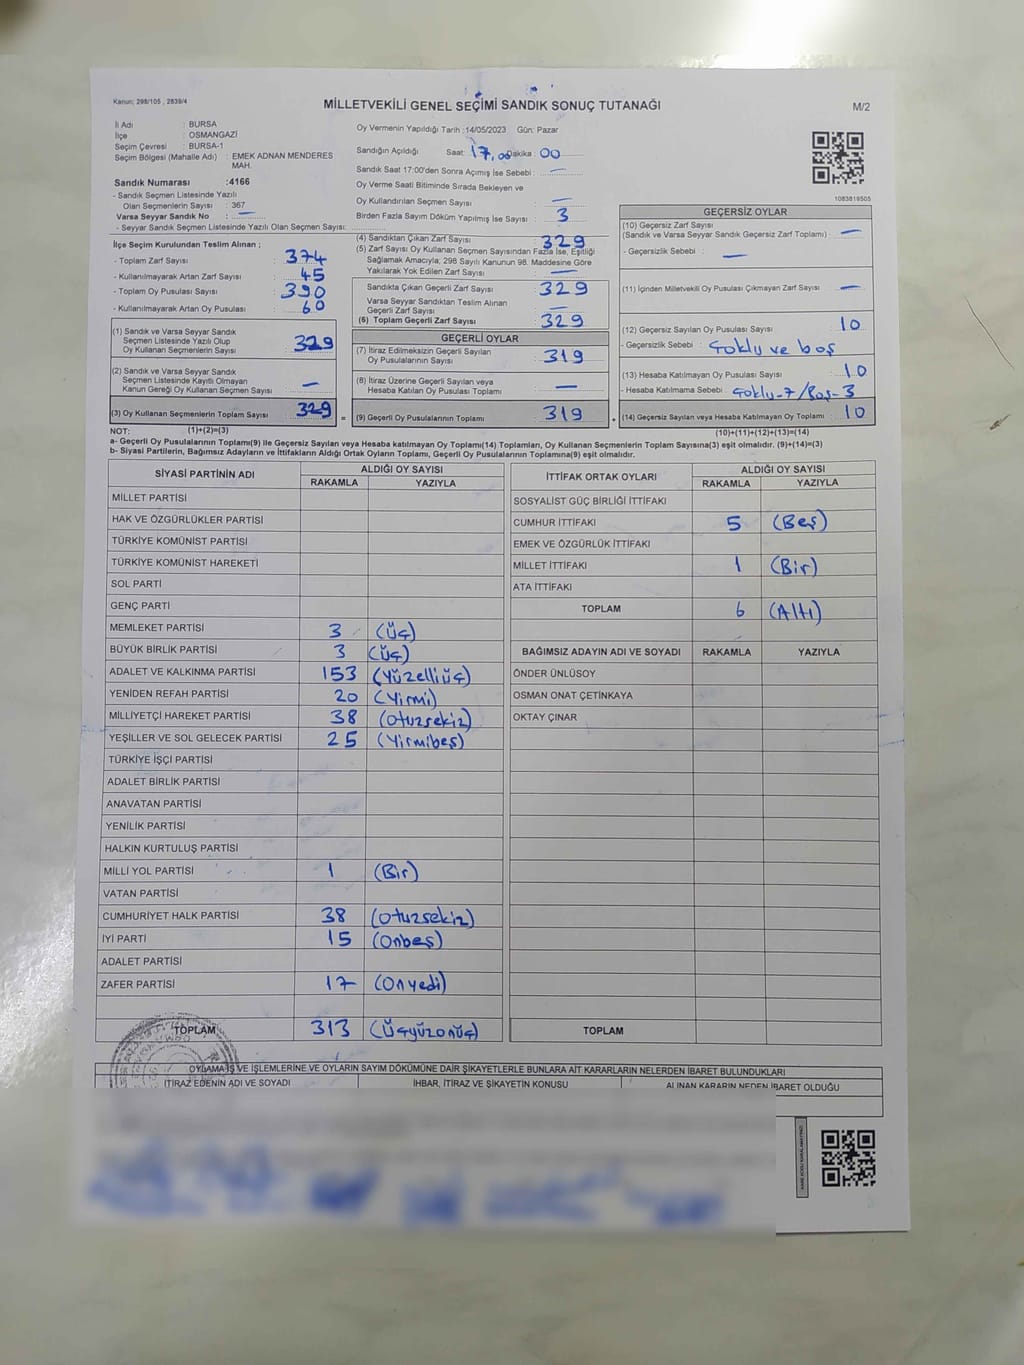 Kanun; 298/105 , 2839/4
MİLLETVEKİLİ GENEL SEÇİMİ SANDIK SONUÇ TUTANAĞI
M/2
İl Adı : BURSA
İlçe : OSMANGAZİ
Seçim Çevresi : BURSA-1
Seçim Bölgesi (Mahalle Adı) : EMEK ADNAN MENDERES MAH.
Sandık Numarası :4166
- Sandık Seçmen Listesinde Yazılı
Olan Seçmenlerin Sayısı : 367
Varsa Seyyar Sandık No : —
- Seyyar Sandık Seçmen Listesinde Yazılı Olan Seçmen Sayısı:
Oy Vermenin Yapıldığı Tarih :14/05/2023 Gün: Pazar
Sandığın Açıldığı Saat: 17.00 Dakika : 00
Sandık Saat 17:00'den Sonra Açımış İse Sebebi : —
Oy Verme Saati Bitiminde Sırada Bekleyen ve
Oy Kullandırılan Seçmen Sayısı : —
Birden Fazla Sayım Döküm Yapılmış İse Sayısı : 3
1083819505
İlçe Seçim Kurulundan Teslim Alınan ;
- Toplam Zarf Sayısı : 374
- Kullanılmayarak Artan Zarf Sayısı : 45
- Toplam Oy Pusulası Sayısı : 390
- Kullanılmayarak Artan Oy Pusulası : 60
(1) Sandık ve Varsa Seyyar Sandık
Seçmen Listesinde Yazılı Olup
Oy Kullanan Seçmenlerin Sayısı : 329
(2) Sandık ve Varsa Seyyar Sandık
Seçmen Listesinde Kayıtlı Olmayan
Kanun Gereği Oy Kullanan Seçmen Sayısı : —
(3) Oy Kullanan Seçmenlerin Toplam Sayısı : 329
(4) Sandıktan Çıkan Zarf Sayısı : 329
(5) Zarf Sayısı Oy Kullanan Seçmen Sayısından Fazla İse, Eşitliği
Sağlamak Amacıyla, 298 Sayılı Kanunun 98. Maddesine Göre
Yakılarak Yok Edilen Zarf Sayısı : —
Sandıkta Çıkan Geçerli Zarf Sayısı : 329
Varsa Seyyar Sandıktan Teslim Alınan
Geçerli Zarf Sayısı : —
(6) Toplam Geçerli Zarf Sayısı : 329
GEÇERLİ OYLAR
(7) İtiraz Edilmeksizin Geçerli Sayılan
Oy Pusulalarının Sayısı : 319
(8) İtiraz Üzerine Geçerli Sayılan veya
Hesaba Katılan Oy Pusulası Sayısı : —
= (9) Geçerli Oy Pusulalarının Toplamı : 319
GEÇERSİZ OYLAR
(10) Geçersiz Zarf Sayısı
(Sandık ve Varsa Seyyar Sandık Geçersiz Zarf Toplamı) : —
- Geçersizlik Sebebi : —
(11) İçinden Milletvekili Oy Pusulası Çıkmayan Zarf Sayısı : —
(12) Geçersiz Sayılan Oy Pusulası Sayısı : 10
- Geçersizlik Sebebi : Çoklu ve boş
(13) Hesaba Katılmayan Oy Pusulası Sayısı : 10
- Hesaba Katılmama Sebebi : Çoklu-7/Boş-3
+ (14) Geçersiz Sayılan veya Hesaba Katılmayan Oy Toplamı : 10
NOT: (1)+(2)=(3) (10)+(11)+(12)+(13)=(14)
a- Geçerli Oy Pusulalarının Toplamı(9) ile Geçersiz Sayılan veya Hesaba katılmayan Oy Toplamı(14) Toplamları, Oy Kullanan Seçmenlerin Toplam Sayısına(3) eşit olmalıdır. (9)+(14)=(3)
b- Siyasi Partilerin, Bağımsız Adayların ve İttifakların Aldığı Ortak Oyların Toplamı, Geçerli Oy Pusulalarının Toplamına(9) eşit olmalıdır.
SİYASİ PARTİNİN ADI ALDIĞI OY SAYISI
RAKAMLA YAZIYLA
MİLLET PARTİSİ
HAK VE ÖZGÜRLÜKLER PARTİSİ
TÜRKİYE KOMÜNİST PARTİSİ
TÜRKİYE KOMÜNİST HAREKETİ
SOL PARTİ
GENÇ PARTİ
MEMLEKET PARTİSİ 3 (Üç)
BÜYÜK BİRLİK PARTİSİ 3 (Üç)
ADALET VE KALKINMA PARTİSİ 153 (Yüzelliüç)
YENİDEN REFAH PARTİSİ 20 (Yirmi)
MİLLİYETÇİ HAREKET PARTİSİ 38 (Otuzsekiz)
YEŞİLLER VE SOL GELECEK PARTİSİ 25 (Yirmibeş)
TÜRKİYE İŞÇİ PARTİSİ
ADALET BİRLİK PARTİSİ
ANAVATAN PARTİSİ
YENİLİK PARTİSİ
HALKIN KURTULUŞ PARTİSİ
MİLLİ YOL PARTİSİ 1 (Bir)
VATAN PARTİSİ
CUMHURİYET HALK PARTİSİ 38 (Otuzsekiz)
İYİ PARTİ 15 (Onbeş)
ADALET PARTİSİ
ZAFER PARTİSİ 17 (Onyedi)
TOPLAM 313 (Üçyüzonüç)
İTTİFAK ORTAK OYLARI ALDIĞI OY SAYISI
RAKAMLA YAZIYLA
SOSYALİST GÜÇ BİRLİĞİ İTTİFAKI
CUMHUR İTTİFAKI 5 (Beş)
EMEK VE ÖZGÜRLÜK İTTİFAKI
MİLLET İTTİFAKI 1 (Bir)
ATA İTTİFAKI
TOPLAM 6 (Altı)
BAĞIMSIZ ADAYIN ADI VE SOYADI RAKAMLA YAZIYLA
ÖNDER ÜNLÜSOY
OSMAN ONAT ÇETİNKAYA
OKTAY ÇINAR
TOPLAM
OYLAMA İŞ VE İŞLEMLERİNE VE OYLARIN SAYIM DÖKÜMÜNE DAİR ŞİKAYETLERLE BUNLARA AİT KARARLARIN NELERDEN İBARET BULUNDUKLARI
İTİRAZ EDENİN ADI VE SOYADI İHBAR, İTİRAZ VE ŞİKAYETİN KONUSU ALINAN KARARIN NEDEN İBARET OLDUĞU